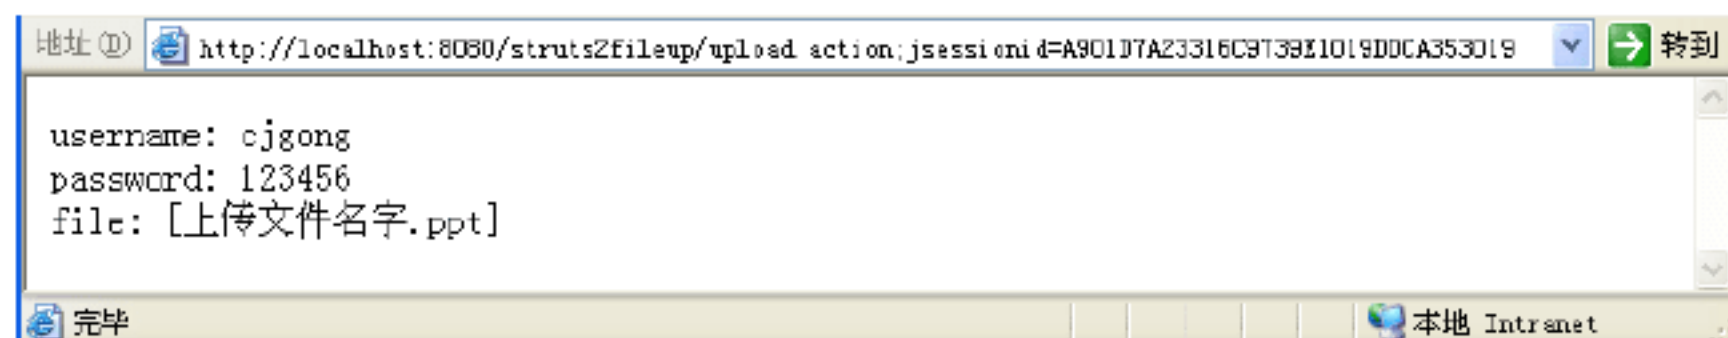 地址(D) http://localhost:8080/struts2fileup/upload.action;jsessionid=A901D7A23316C9T39E1019DDCA353019 转到
username: cjgong
password: 123456
file: [上传文件名字.ppt]
完毕 本地 Intranet